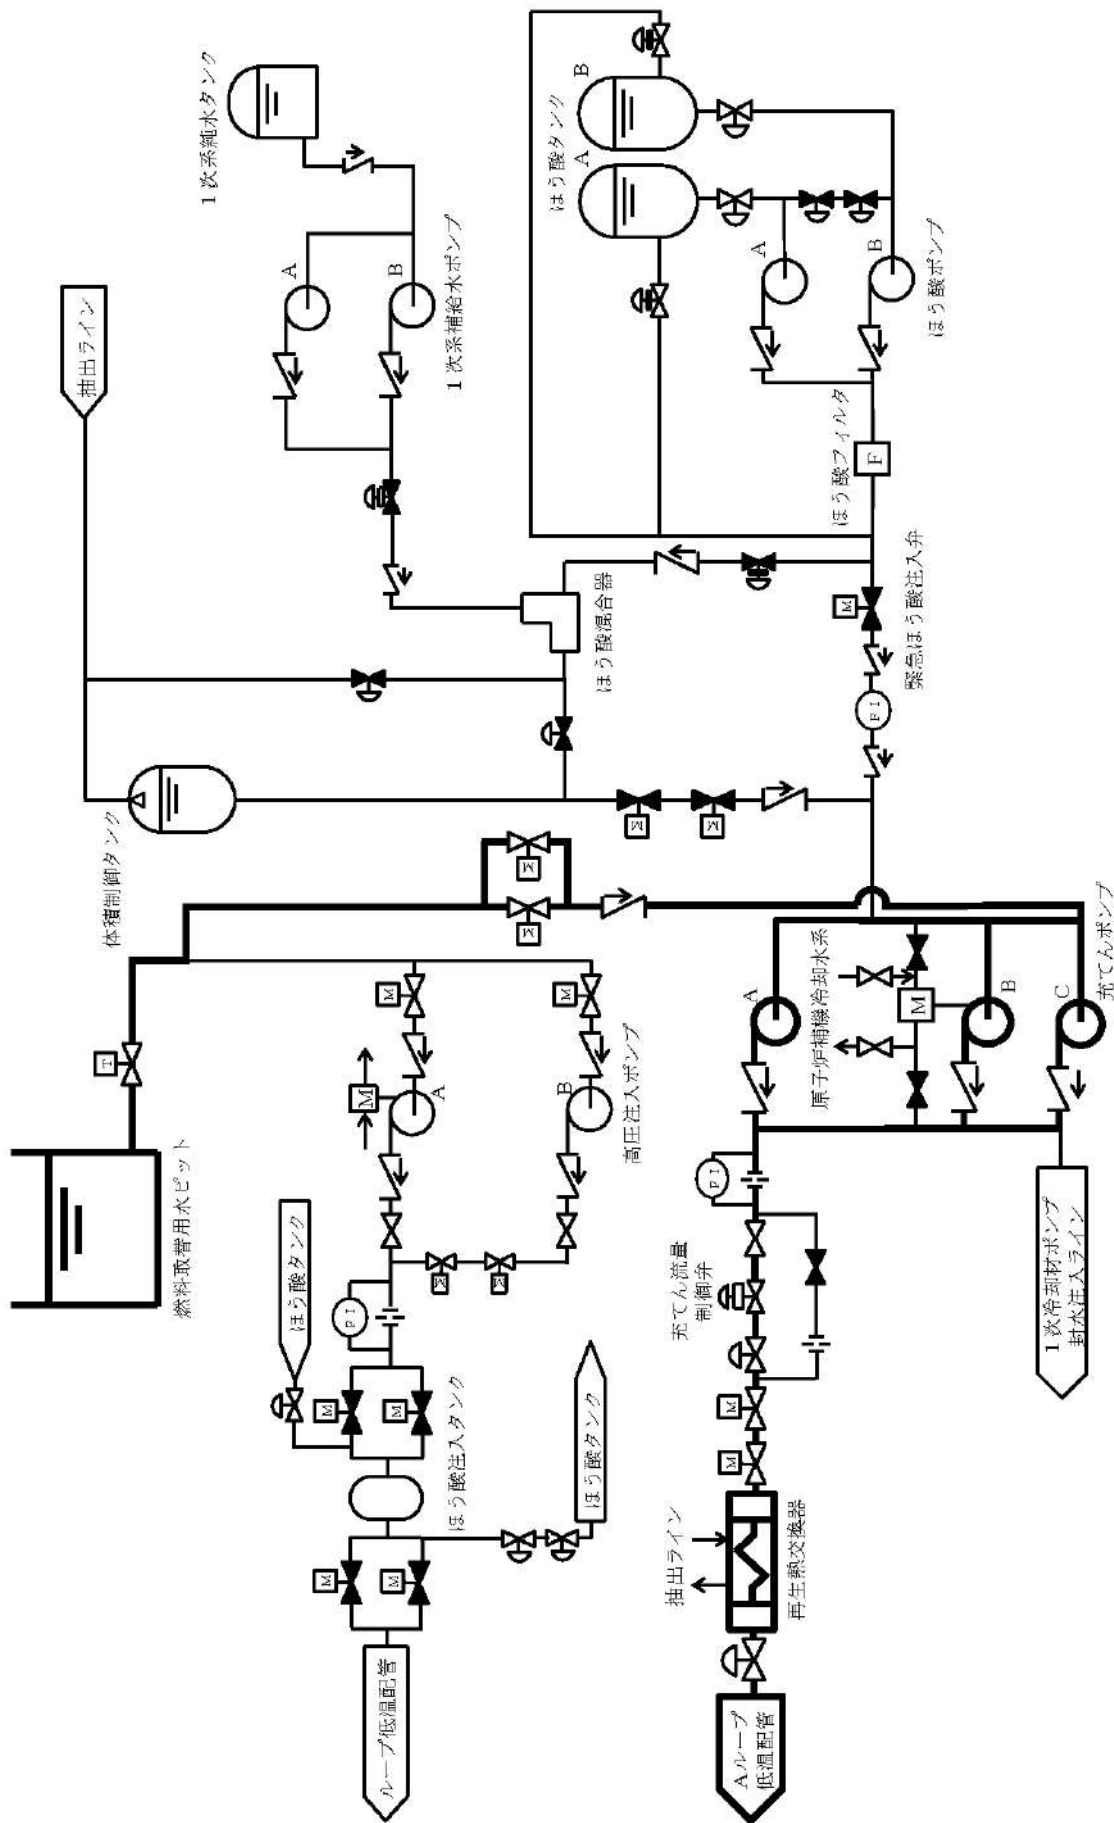 燃料取替用水ピット
T
体積制御タンク
抽出ライン
1次系純水タンク
A
B
1次系補給水ポンプ
ほう酸タンク
A
B
A
B
ほう酸ポンプ
ほう酸フィルタ
F
ほう酸混合器
M
緊急ほう酸注入弁
F I
M
M
M
M
ほう酸タンク
F I
M
M
M
M
A
B
高圧注入ポンプ
M
M
M
M
M
ほう酸注入タンク
ほう酸タンク
ループ低温配管
原子炉補機冷却水系
M
A
B
C
充てんポンプ
F I
充てん流量
制御弁
M
M
抽出ライン
再生熱交換器
Aループ
低温配管
1次冷却材ポンプ
封水注入ライン